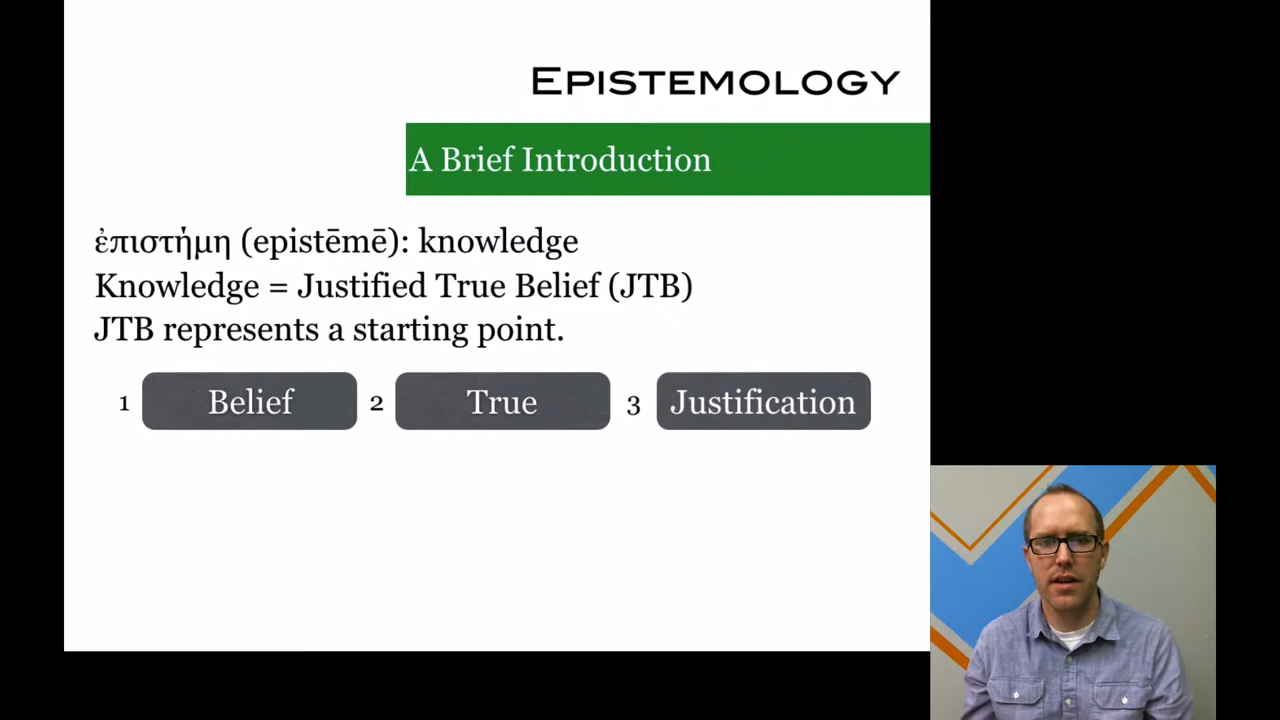 Epistemology
A Brief Introduction
ἐπιστήμη (epistēmē): knowledge
Knowledge = Justified True Belief (JTB)
JTB represents a starting point.
1 Belief 2 True 3 Justification